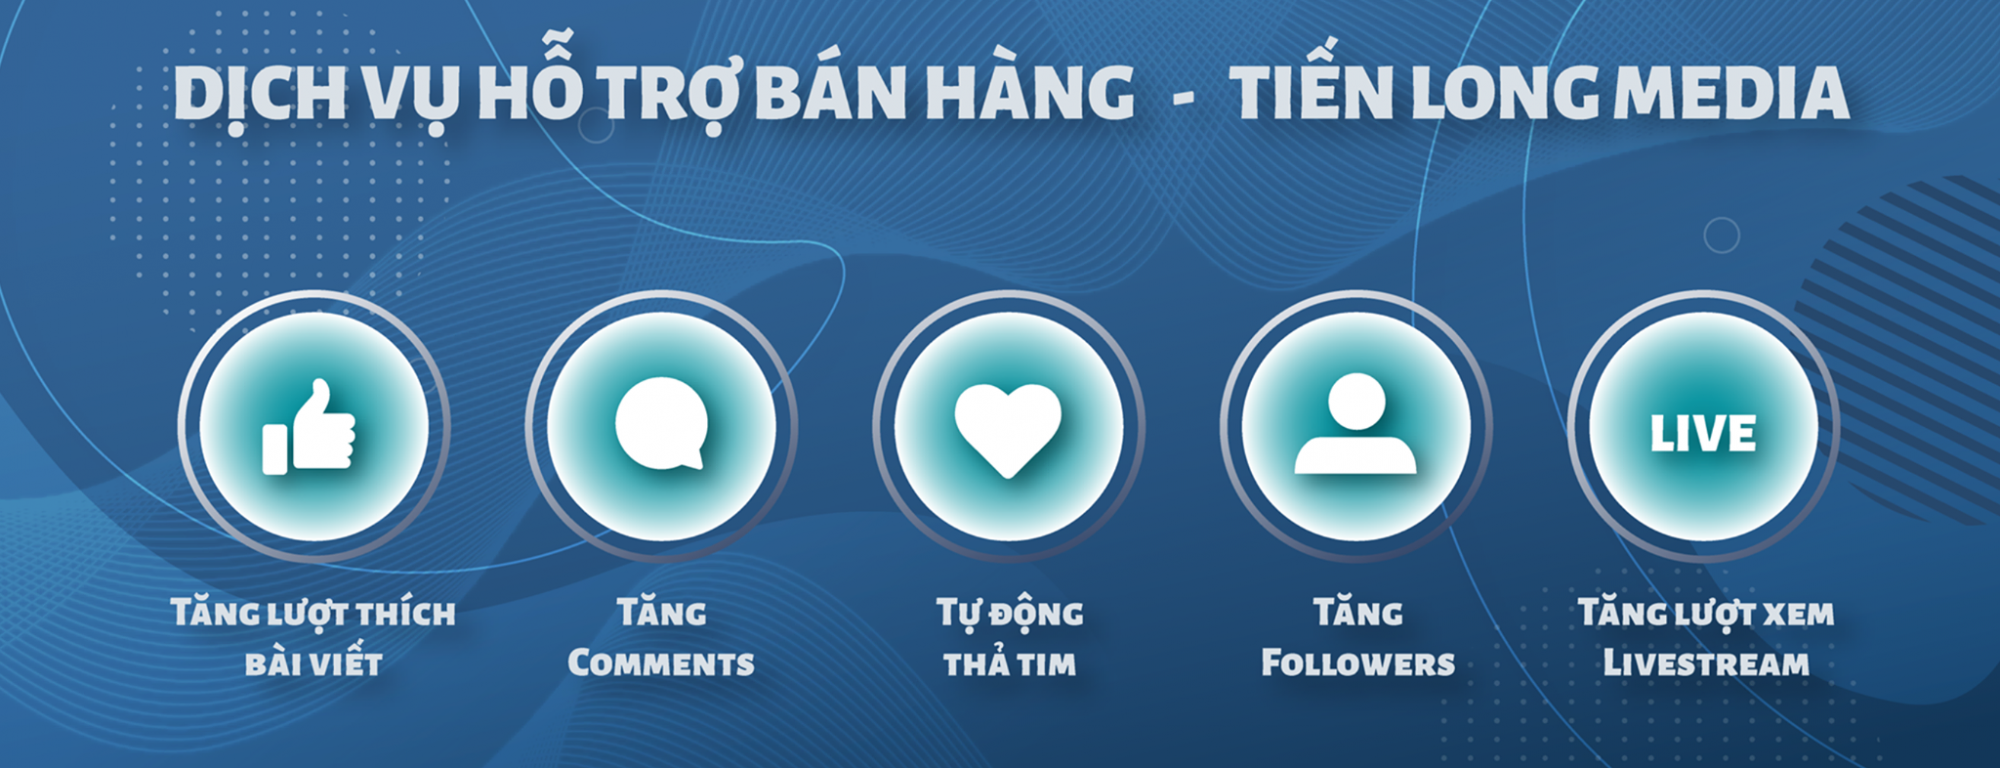 DỊCH VỤ HỖ TRỢ BÁN HÀNG - TIẾN LONG MEDIA
LIVE
TĂNG LƯỢT THÍCH
BÀI VIẾT
TĂNG
COMMENTS
TỰ ĐỘNG
THẢ TIM
TĂNG
FOLLOWERS
TĂNG LƯỢT XEM
LIVESTREAM